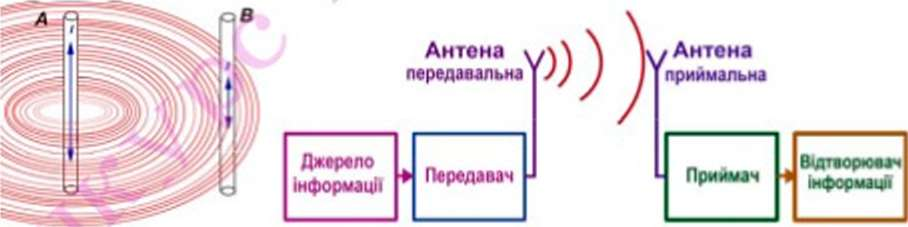 A
B
I
I
Антена
передавальна
Антена
приймальна
Джерело
інформації
Передавач
Приймач
Відтворювач
інформації